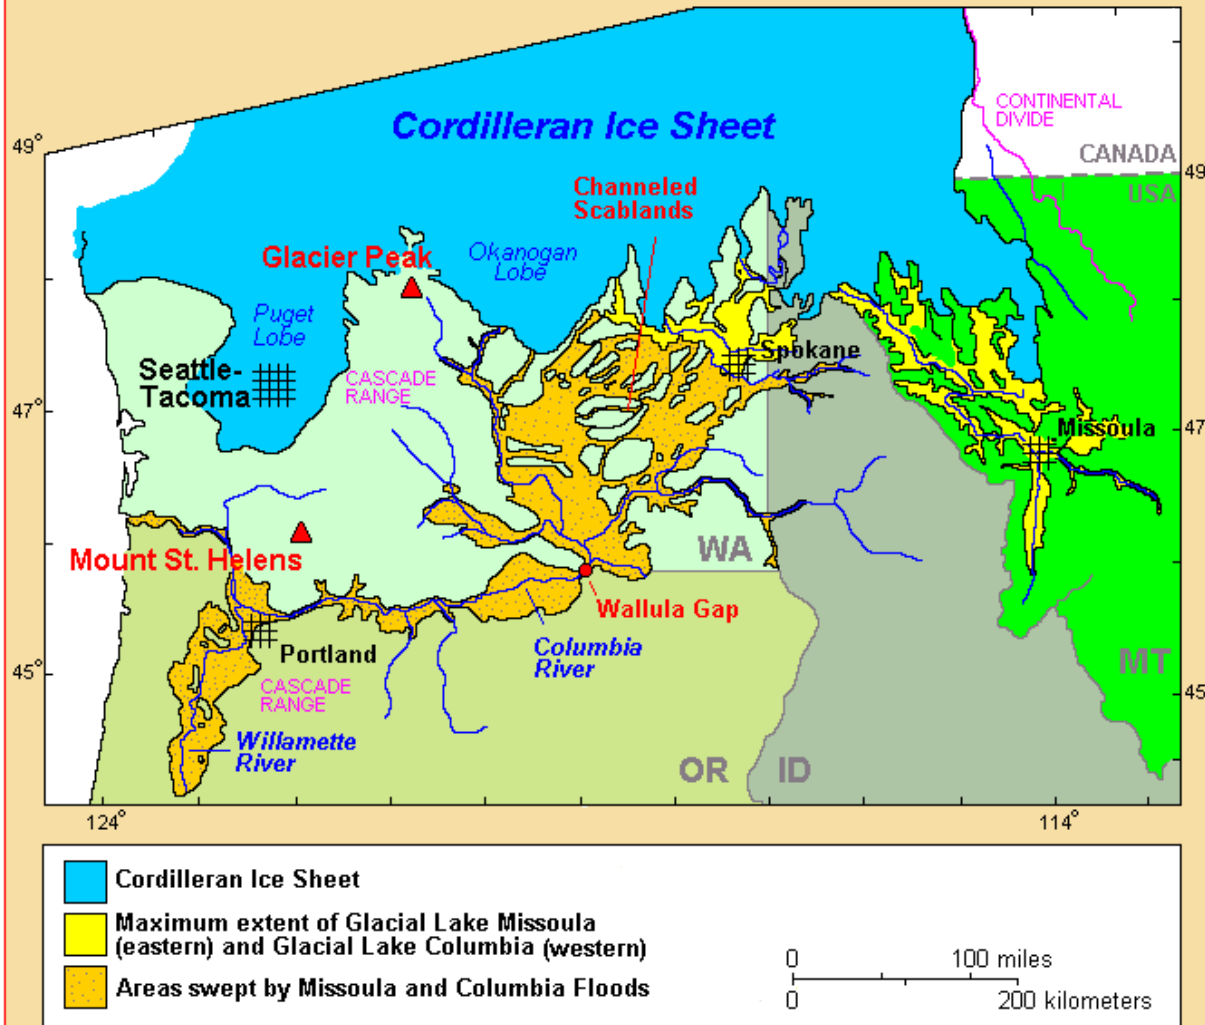 Cordilleran Ice Sheet
CONTINENTAL
DIVIDE
49°
CANADA
49
USA
Channeled
Scablands
Glacier Peak
Okanogan
Lobe
Puget
Lobe
Spokane
Seattle-
Tacoma
CASCADE
RANGE
47°
47
Missoula
WA
Mount St. Helens
Wallula Gap
Columbia
River
Portland
45°
MT
45
CASCADE
RANGE
Willamette
River
OR
ID
124°
114°
Cordilleran Ice Sheet
Maximum extent of Glacial Lake Missoula
(eastern) and Glacial Lake Columbia (western)
Areas swept by Missoula and Columbia Floods
0 100 miles
0 200 kilometers